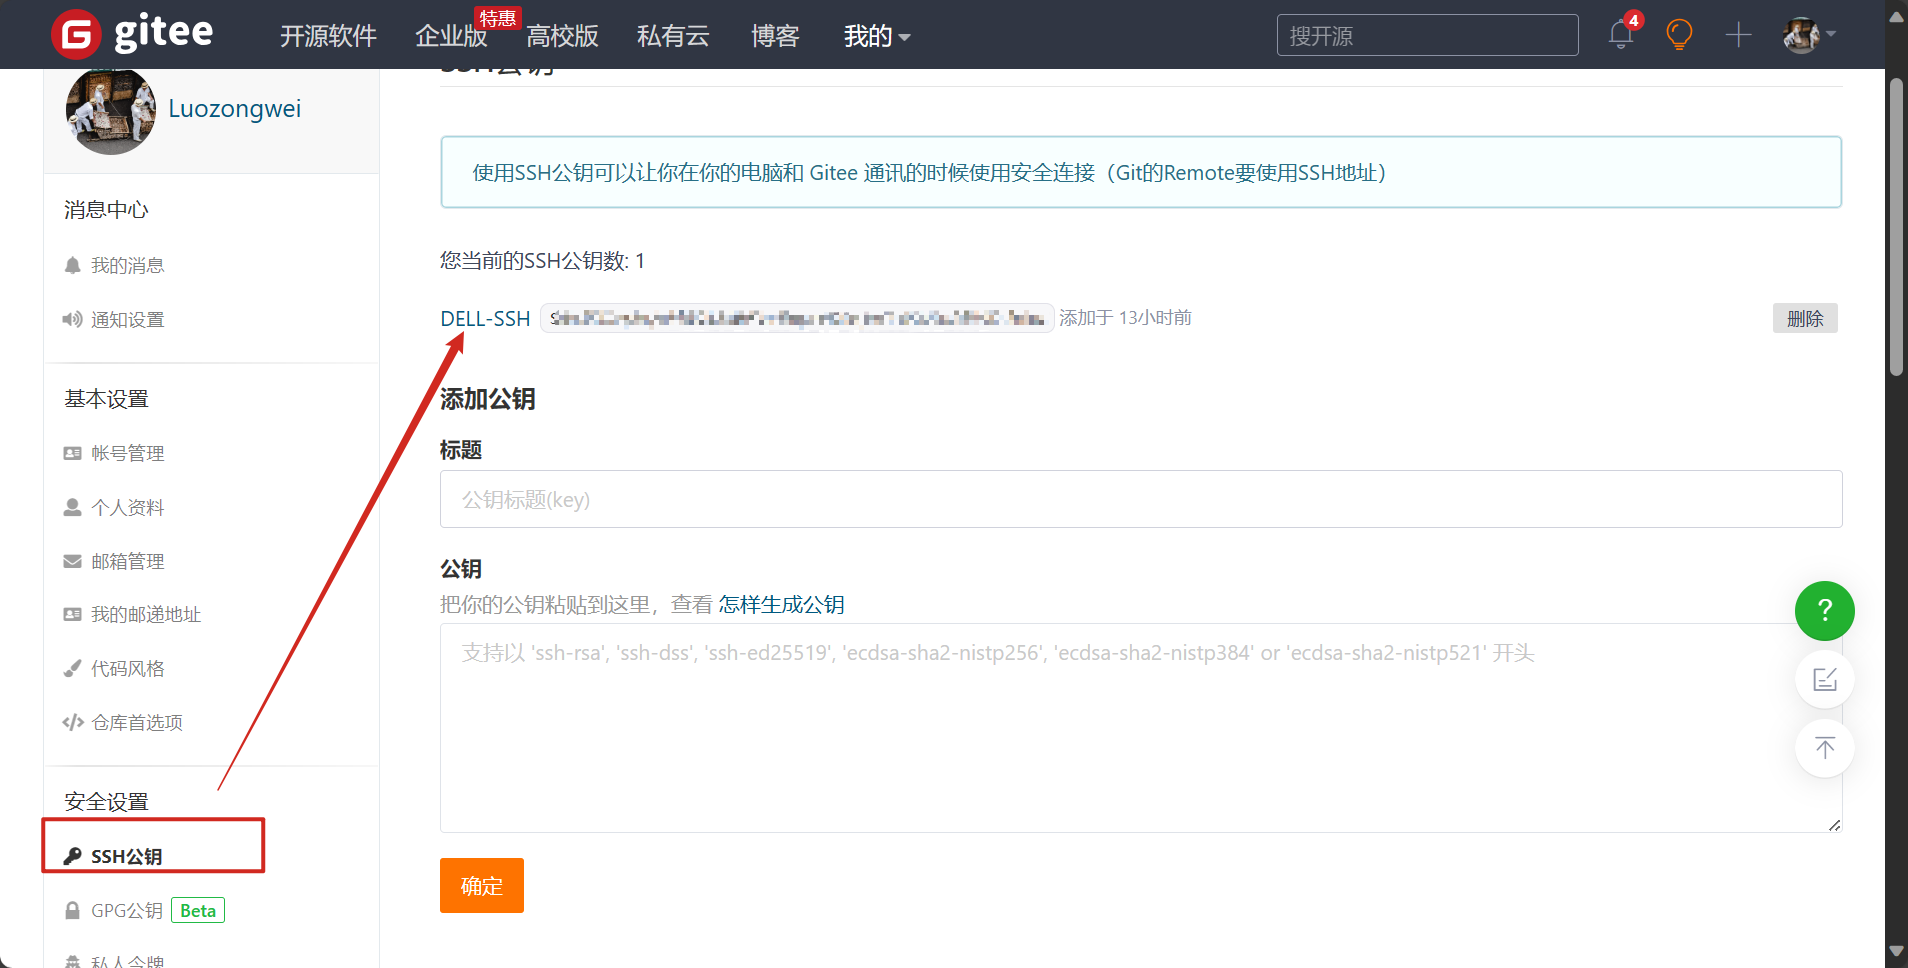 gitee
开源软件
企业版
特惠
高校版
私有云
博客
我的
搜开源
4
Luozongwei
消息中心
我的消息
通知设置
基本设置
帐号管理
个人资料
邮箱管理
我的邮递地址
代码风格
仓库首选项
安全设置
SSH公钥
GPG公钥 Beta
私人令牌
SSH公钥
使用SSH公钥可以让你在你的电脑和 Gitee 通讯的时候使用安全连接（Git的Remote要使用SSH地址）
您当前的SSH公钥数: 1
DELL-SSH
添加于 13小时前
删除
添加公钥
标题
公钥标题(key)
公钥
把你的公钥粘贴到这里，查看 怎样生成公钥
支持以 'ssh-rsa', 'ssh-dss', 'ssh-ed25519', 'ecdsa-sha2-nistp256', 'ecdsa-sha2-nistp384' or 'ecdsa-sha2-nistp521' 开头
确定
?